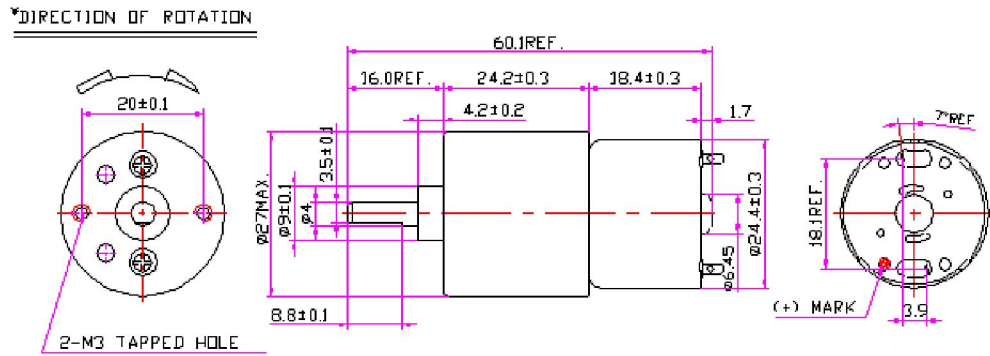 *DIRECTION OF ROTATION
60.1REF.
16.0REF.
24.2±0.3
18.4±0.3
20±0.1
4.2±0.2
1.7
7°REF
3.5±0.1
ø27MAX.
ø9±0.1
ø4
ø24.4±0.3
ø6.45
18.1REF.
8.8±0.1
(+) MARK
3.9
2-M3 TAPPED HOLE